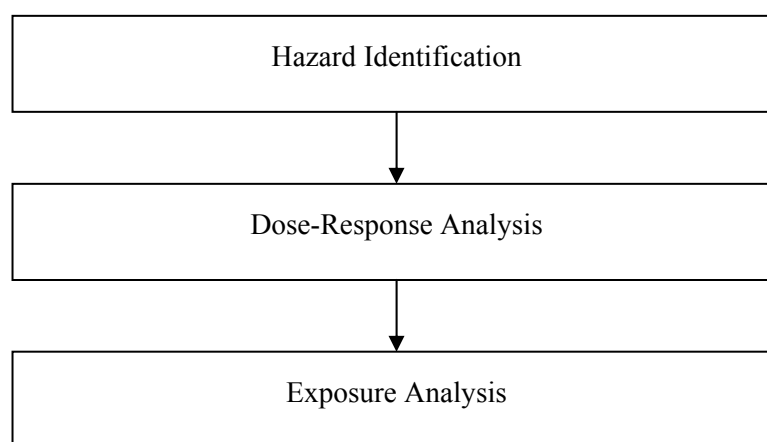 Hazard Identification
Dose-Response Analysis
Exposure Analysis